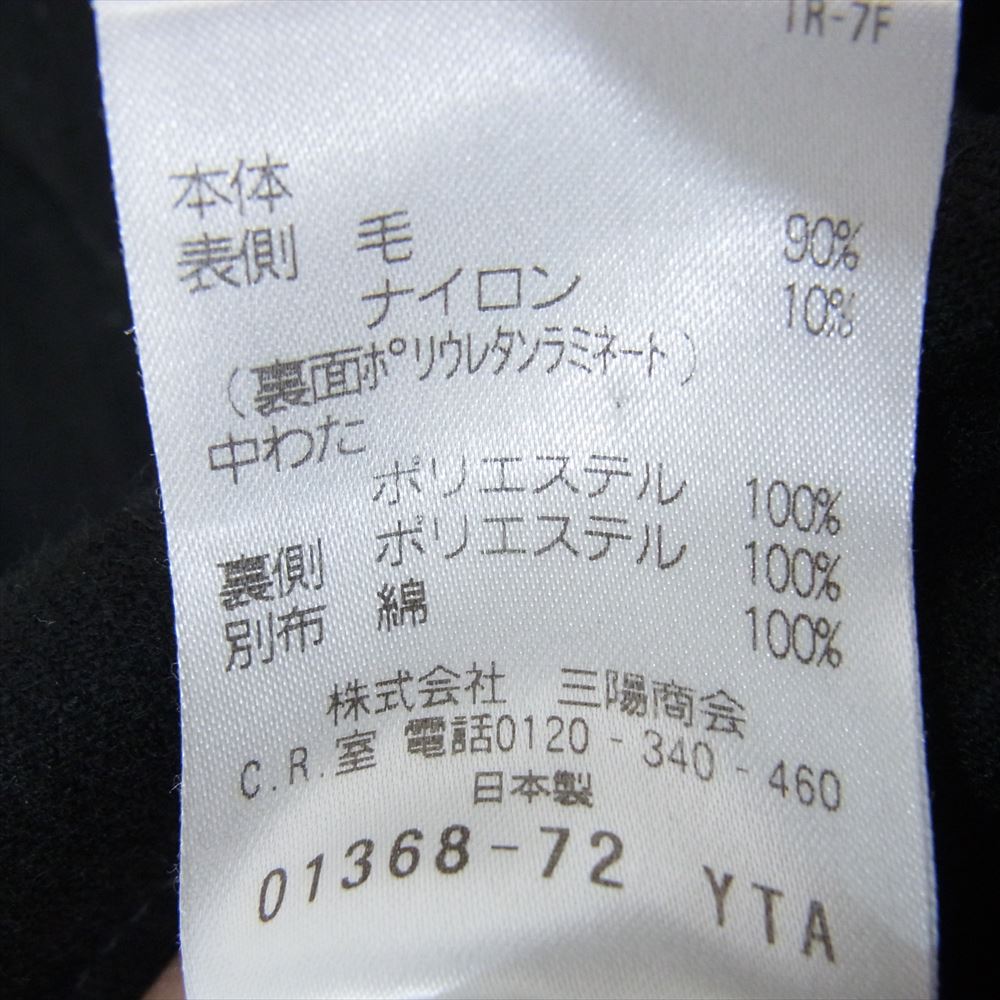 TR-7F
本体
表側 毛 90%
ナイロン 10%
(裏面ポリウレタンラミネート)
中わた
ポリエステル 100%
裏側 ポリエステル 100%
別布 綿 100%
株式会社 三陽商会
C.R.室 電話0120-340-460
日本製
01368-72 YTA